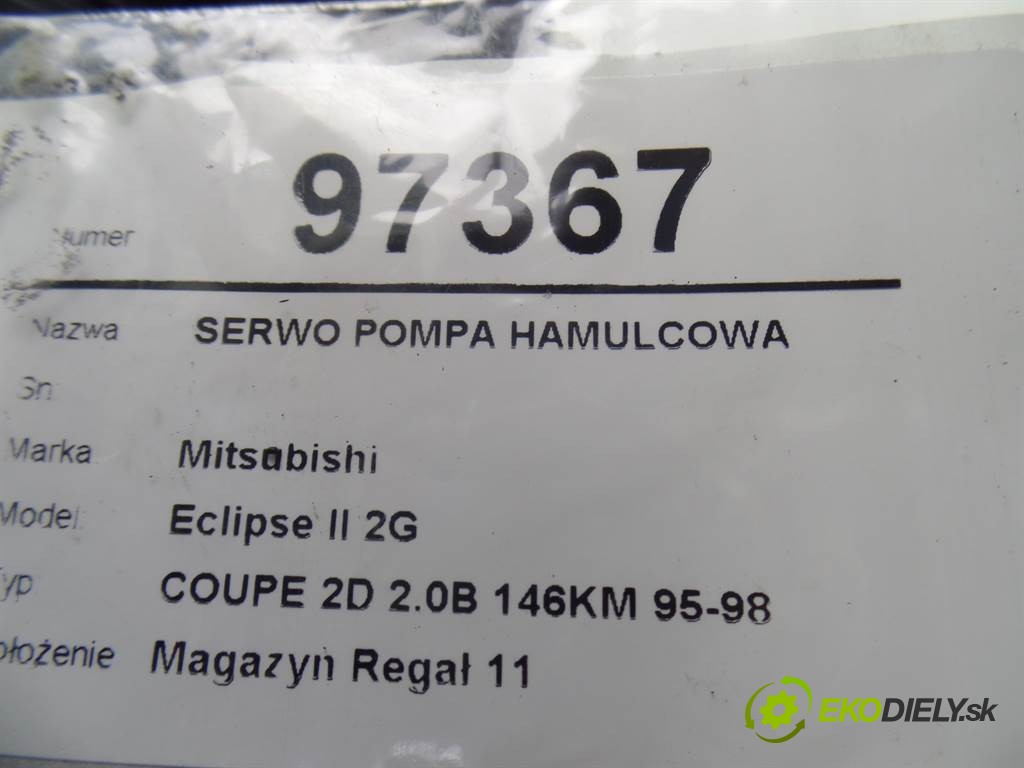 Numer 97367
Nazwa SERWO POMPA HAMULCOWA
Sn
Marka Mitsubishi
Model Eclipse II 2G
Typ COUPE 2D 2.0B 146KM 95-98
ołożenie Magazyn Regał 11
EKODIELY.sk